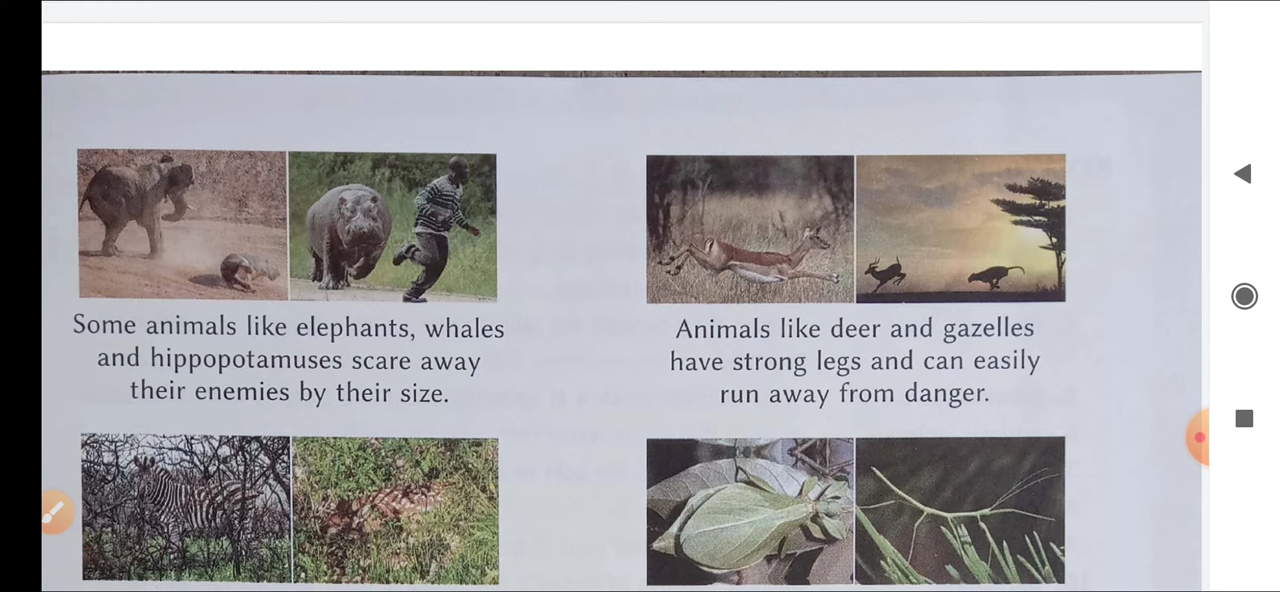 Some animals like elephants, whales
and hippopotamuses scare away
their enemies by their size.
Animals like deer and gazelles
have strong legs and can easily
run away from danger.